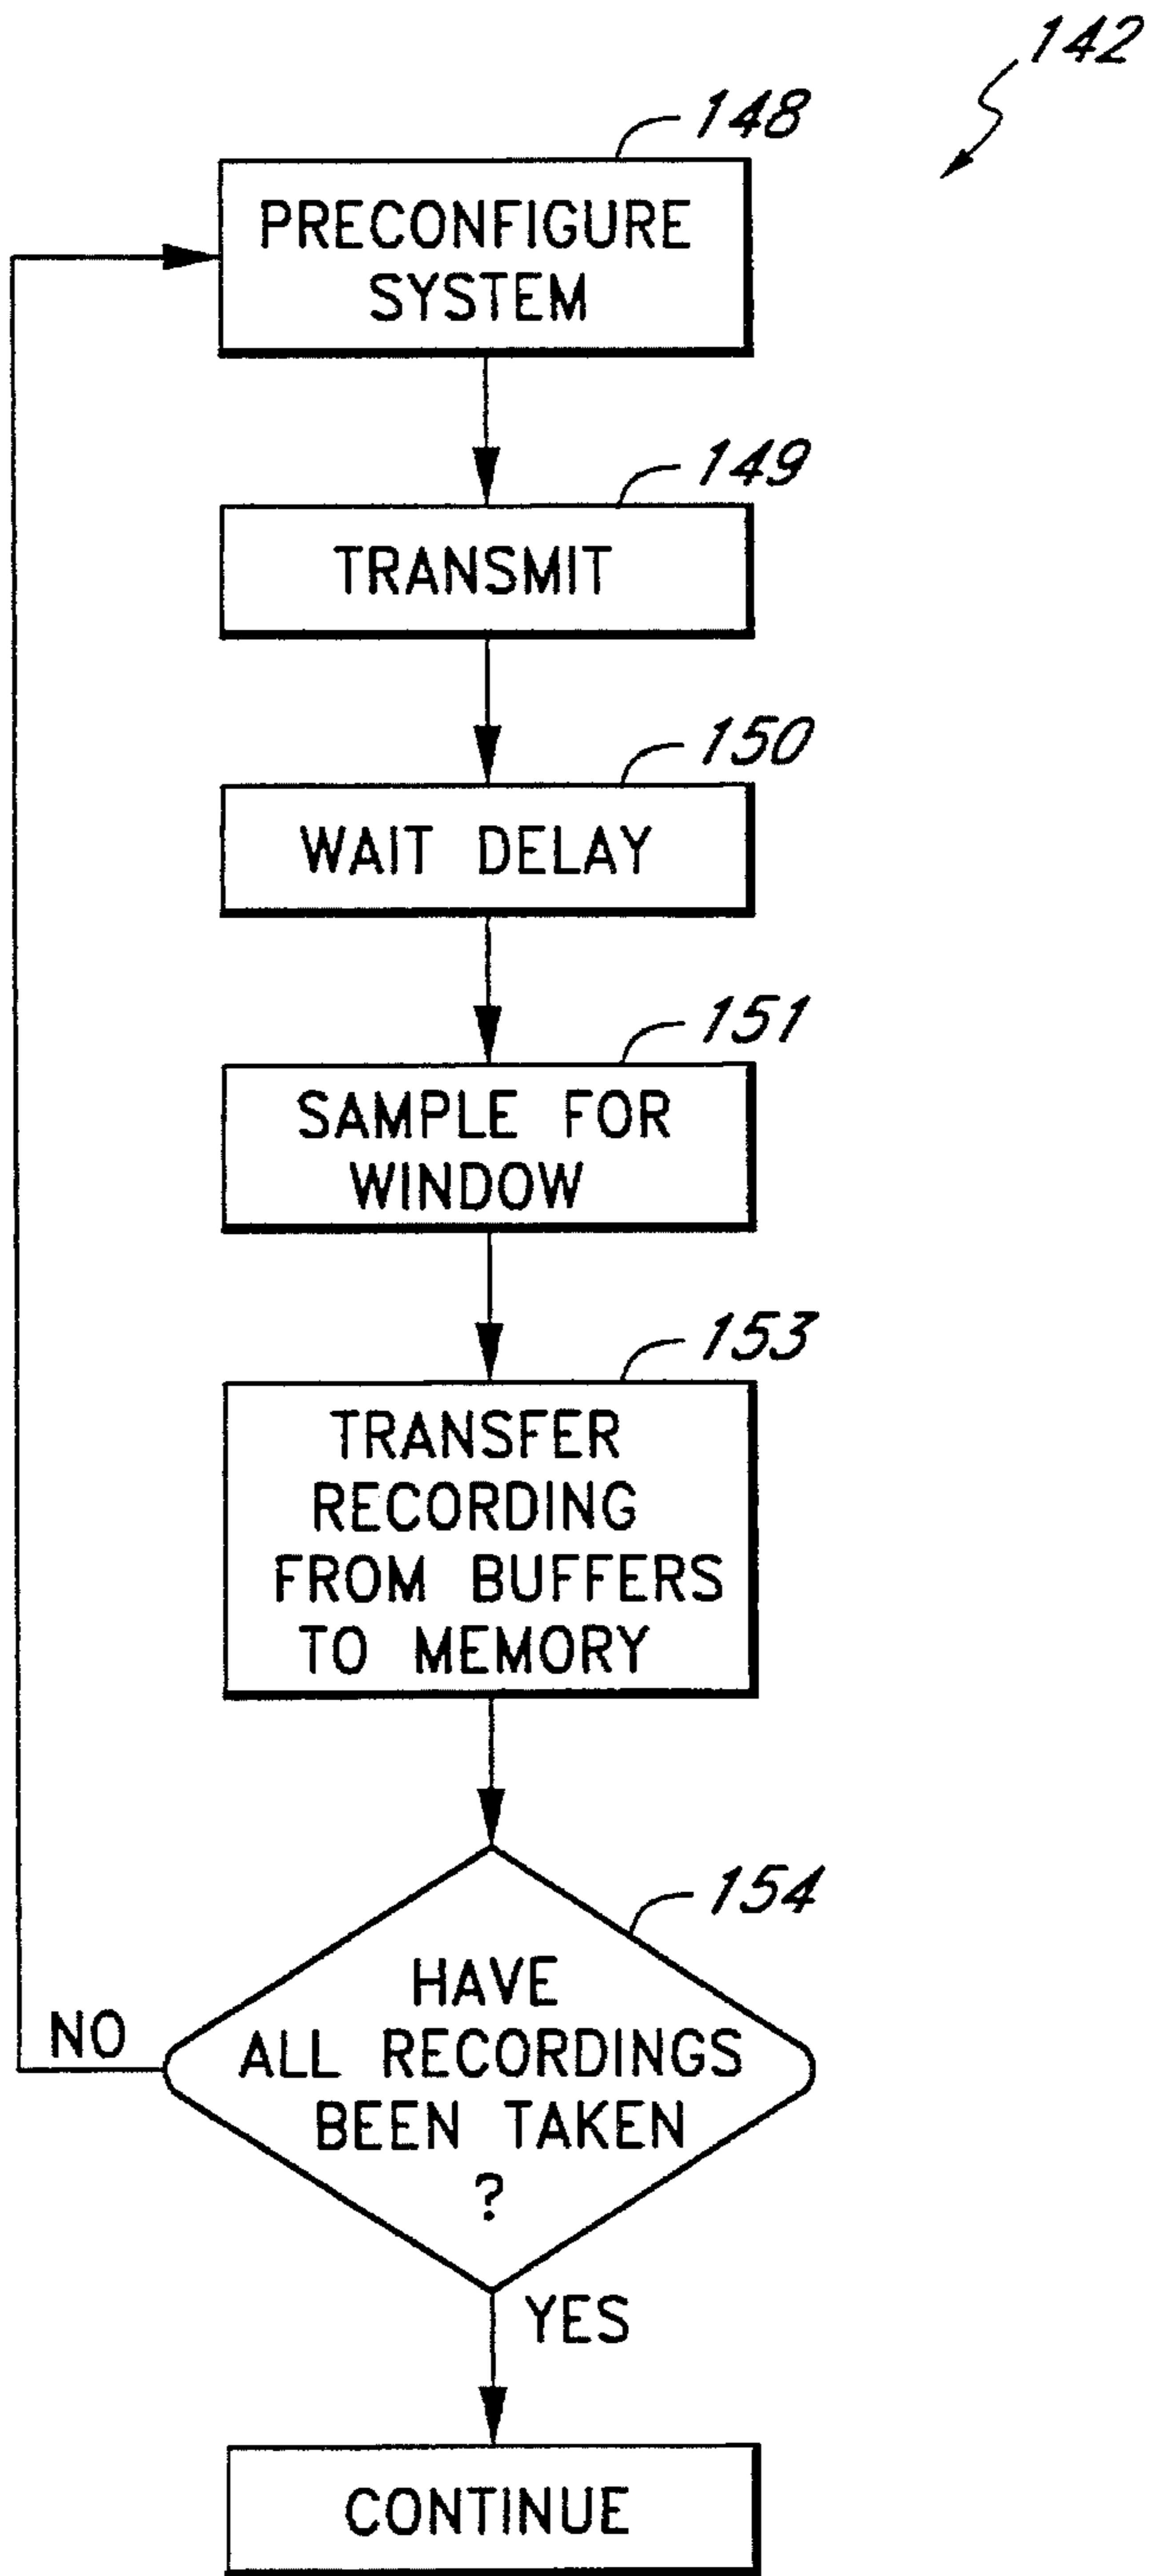 142
148
PRECONFIGURE
SYSTEM
149
TRANSMIT
150
WAIT DELAY
151
SAMPLE FOR
WINDOW
153
TRANSFER
RECORDING
FROM BUFFERS
TO MEMORY
154
HAVE
ALL RECORDINGS
BEEN TAKEN
?
NO
YES
CONTINUE